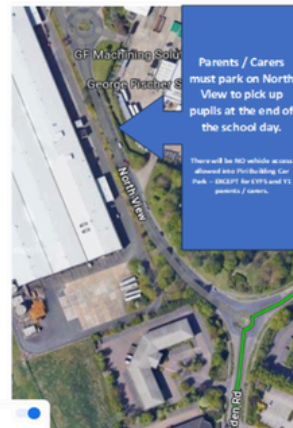 GF Machining Solu
George Fischer S
Parents / Carers
must park on North
View to pick up
pupils at the end of
the school day.
There will be NO vehicle access
allowed into Building Car
Park – EXCEPT for EYFS and Y1
parents / carers.
North View
den Rd